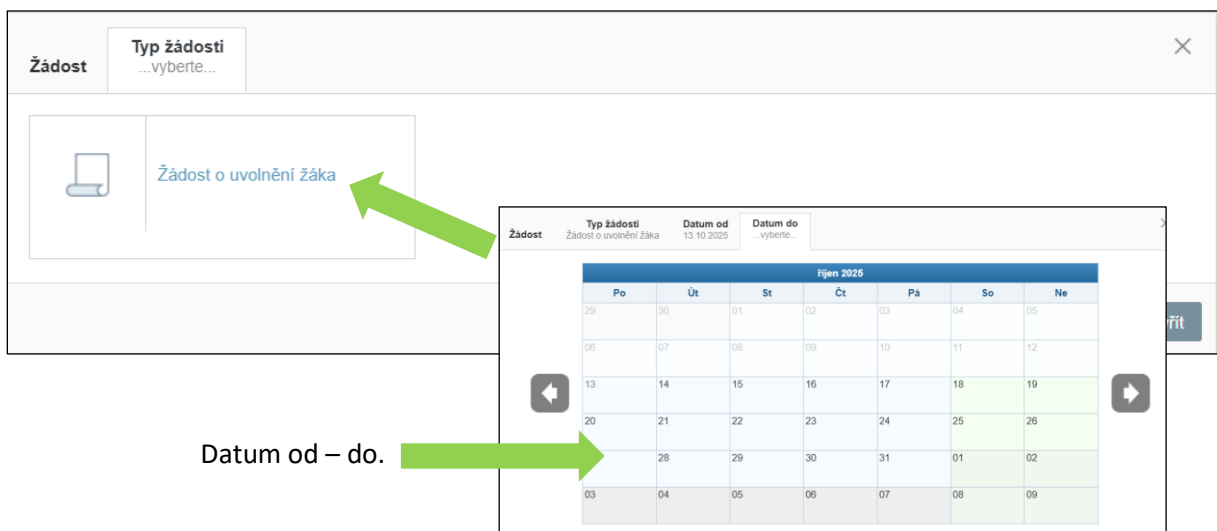 Žádost
Typ žádosti
...vyberte...
Žádost o uvolnění žáka
Žádost
Typ žádosti
Žádost o uvolnění žáka
Datum od
13.10.2025
Datum do
...vyberte...
říjen 2025
Po Út St Čt Pá So Ne
29 30 01 02 03 04 05
06 07 08 09 10 11 12
13 14 15 16 17 18 19
20 21 22 23 24 25 26
28 29 30 31 01 02
03 04 05 06 07 08 09
Datum od – do.